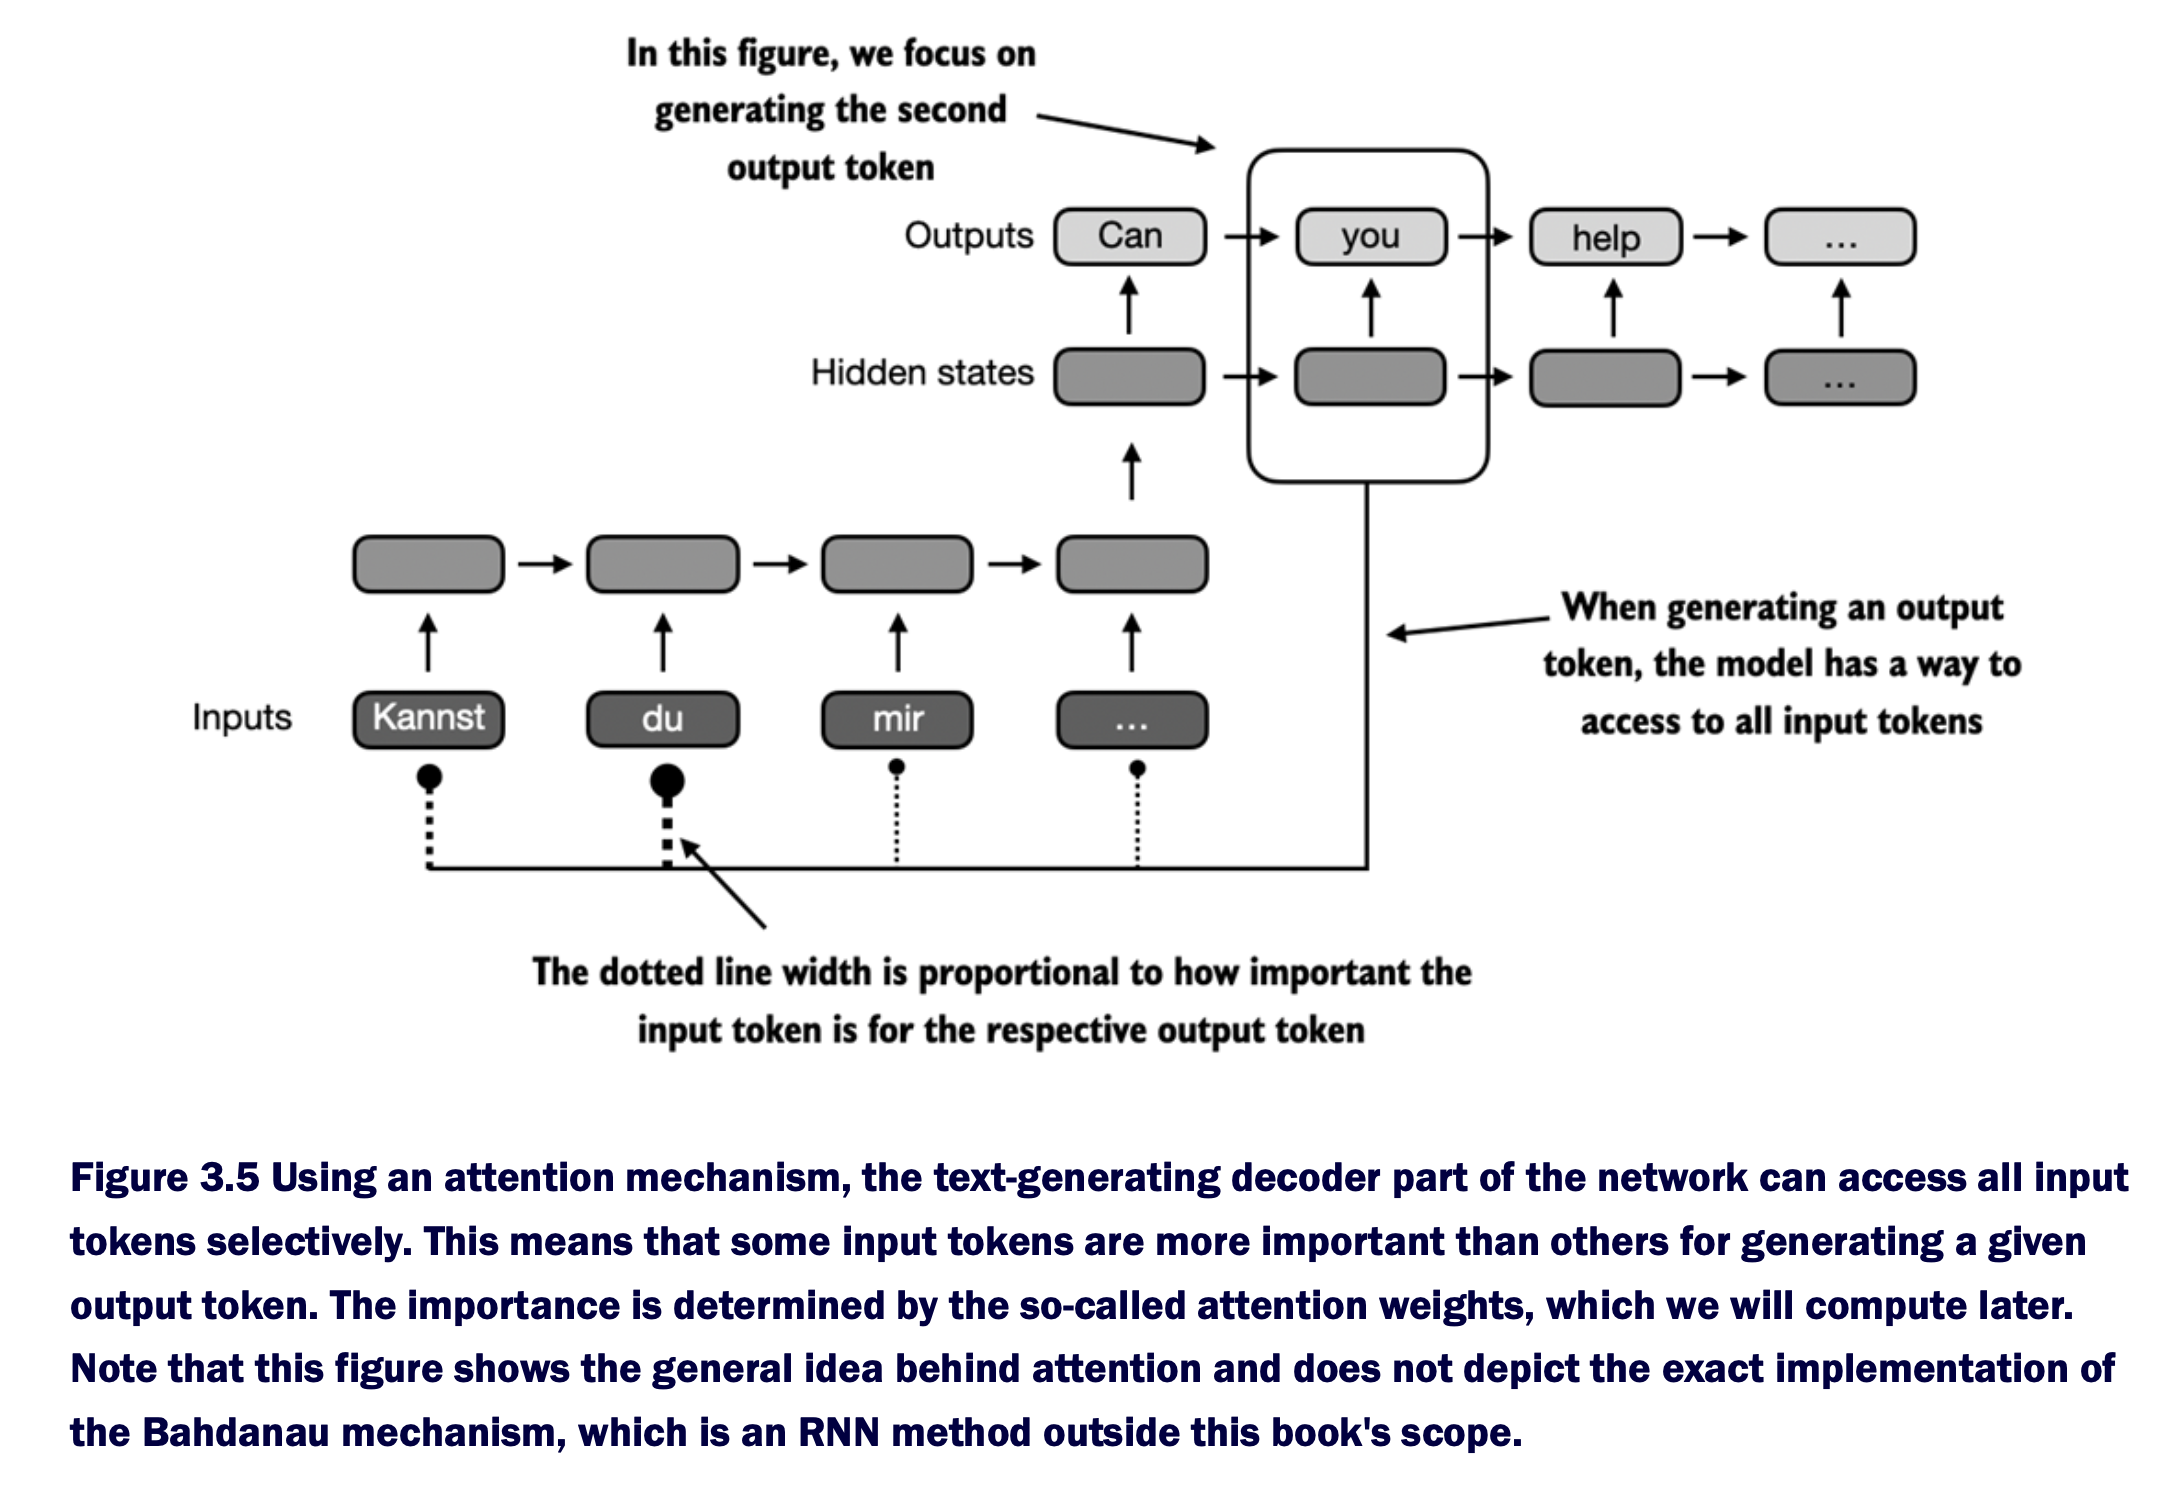 In this figure, we focus on
generating the second
output token
Outputs Can you help ...
Hidden states ...
Inputs Kannst du mir ...
When generating an output
token, the model has a way to
access to all input tokens
The dotted line width is proportional to how important the
input token is for the respective output token
Figure 3.5 Using an attention mechanism, the text-generating decoder part of the network can access all input
tokens selectively. This means that some input tokens are more important than others for generating a given
output token. The importance is determined by the so-called attention weights, which we will compute later.
Note that this figure shows the general idea behind attention and does not depict the exact implementation of
the Bahdanau mechanism, which is an RNN method outside this book's scope.